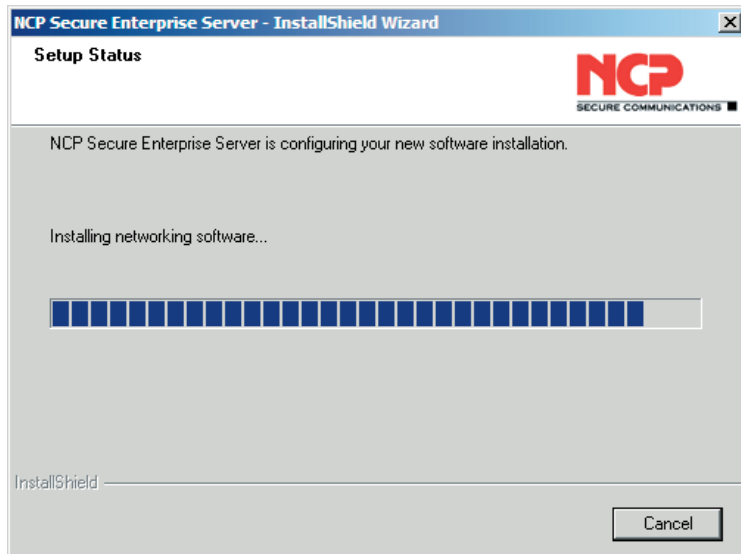 NCP Secure Enterprise Server - InstallShield Wizard
Setup Status
NCP
SECURE COMMUNICATIONS
NCP Secure Enterprise Server is configuring your new software installation.
Installing networking software...
InstallShield
Cancel